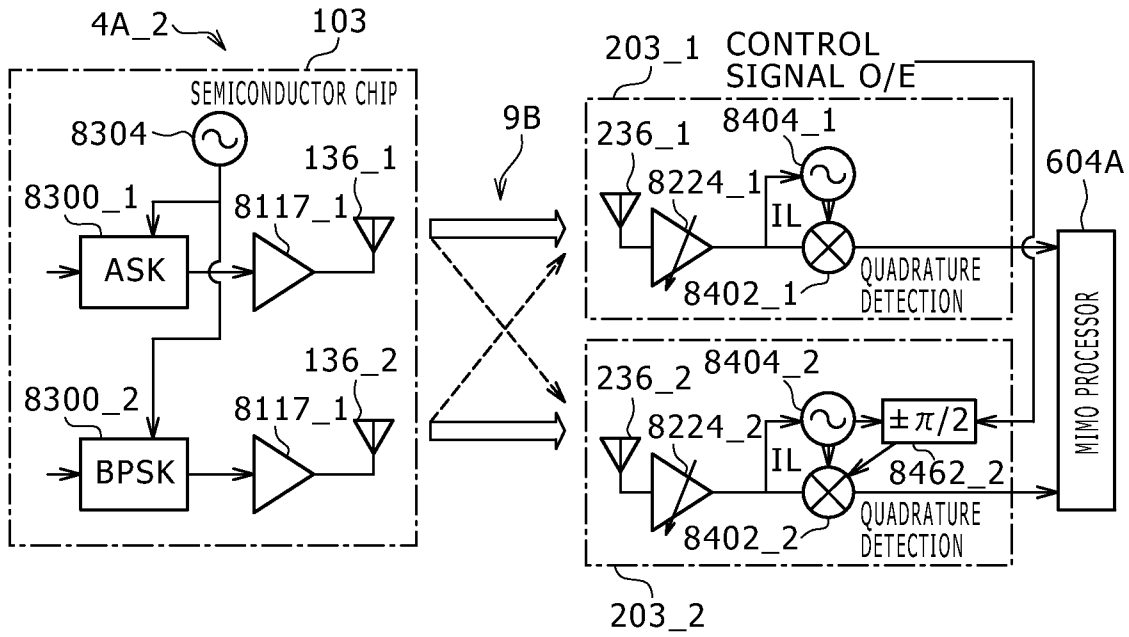 4A_2
103
SEMICONDUCTOR CHIP
8304
136_1
8300_1
8117_1
ASK
136_2
8300_2
8117_1
BPSK
9B
203_1
CONTROL
SIGNAL O/E
236_1
8404_1
8224_1
IL
604A
8402_1
QUADRATURE
DETECTION
MIMO PROCESSOR
236_2
8404_2
8224_2
±π/2
IL
8462_2
8402_2
QUADRATURE
DETECTION
203_2